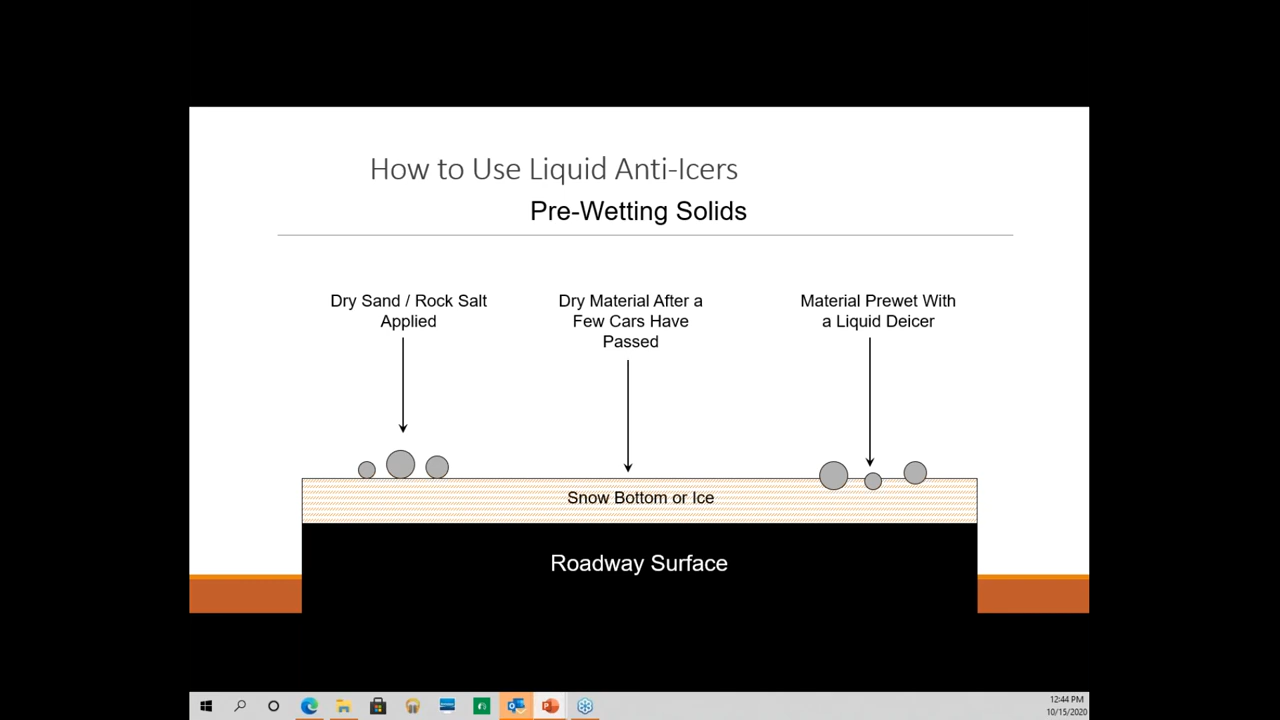 How to Use Liquid Anti-Icers
Pre-Wetting Solids
Dry Sand / Rock Salt
Applied
Dry Material After a
Few Cars Have
Passed
Material Prewet With
a Liquid Deicer
Snow Bottom or Ice
Roadway Surface
12:44 PM
10/15/2020